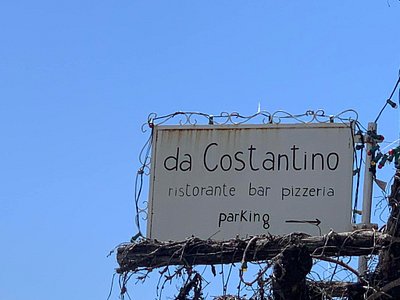 da Costantino
ristorante bar pizzeria
parking →